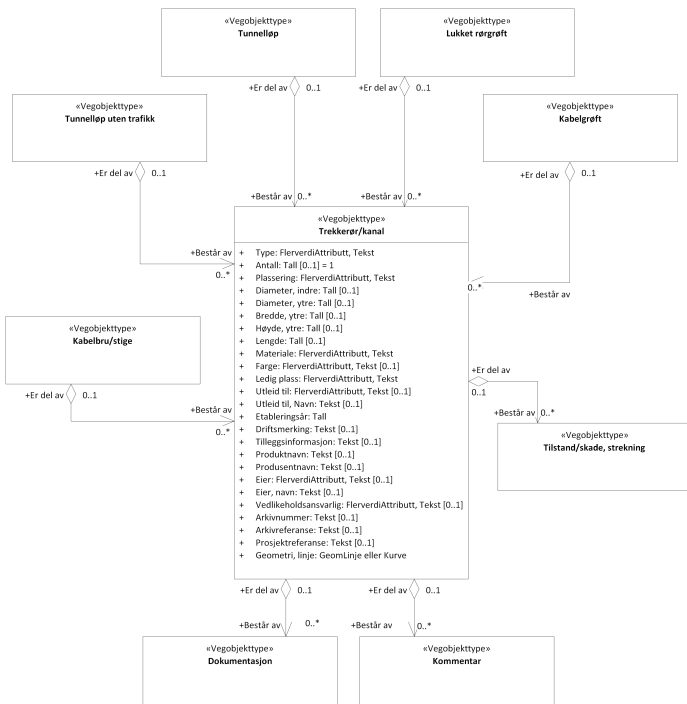 «Vegobjekttype»
Tunnelløp
«Vegobjekttype»
Lukket rørgrøft
+Er del av 0..1
+Er del av 0..1
«Vegobjekttype»
Tunnelløp uten trafikk
«Vegobjekttype»
Kabelgrøft
+Er del av 0..1
+Er del av 0..1
+Består av 0..*
+Består av 0..*
«Vegobjekttype»
Trekkerør/kanal
+Består av
0..*
0..*
+Består av
+ Type: FlerverdiAttributt, Tekst
+ Antall: Tall [0..1] = 1
+ Plassering: FlerverdiAttributt, Tekst
+ Diameter, indre: Tall [0..1]
+ Diameter, ytre: Tall [0..1]
+ Bredde, ytre: Tall [0..1]
+ Høyde, ytre: Tall [0..1]
+ Lengde: Tall [0..1]
+ Materiale: FlerverdiAttributt, Tekst
+ Farge: FlerverdiAttributt, Tekst [0..1]
+ Ledig plass: FlerverdiAttributt, Tekst
+ Utleid til: FlerverdiAttributt, Tekst [0..1]
+ Utleid til, Navn: Tekst [0..1]
+ Etableringsår: Tall
+ Driftsmerking: Tekst [0..1]
+ Tilleggsinformasjon: Tekst [0..1]
+ Produktnavn: Tekst [0..1]
+ Produsentnavn: Tekst [0..1]
+ Eier: FlerverdiAttributt, Tekst [0..1]
+ Eier, navn: Tekst [0..1]
+ Vedlikeholdsansvarlig: FlerverdiAttributt, Tekst [0..1]
+ Arkivnummer: Tekst [0..1]
+ Arkivreferanse: Tekst [0..1]
+ Prosjektreferanse: Tekst [0..1]
+ Geometri, linje: GeomLinje eller Kurve
«Vegobjekttype»
Kabelbru/stige
+Er del av 0..1
+Består av
0..*
+Er del av
0..1
+Består av 0..*
«Vegobjekttype»
Tilstand/skade, strekning
+Er del av 0..1
+Er del av 0..1
+Består av 0..*
+Består av 0..*
«Vegobjekttype»
Dokumentasjon
«Vegobjekttype»
Kommentar